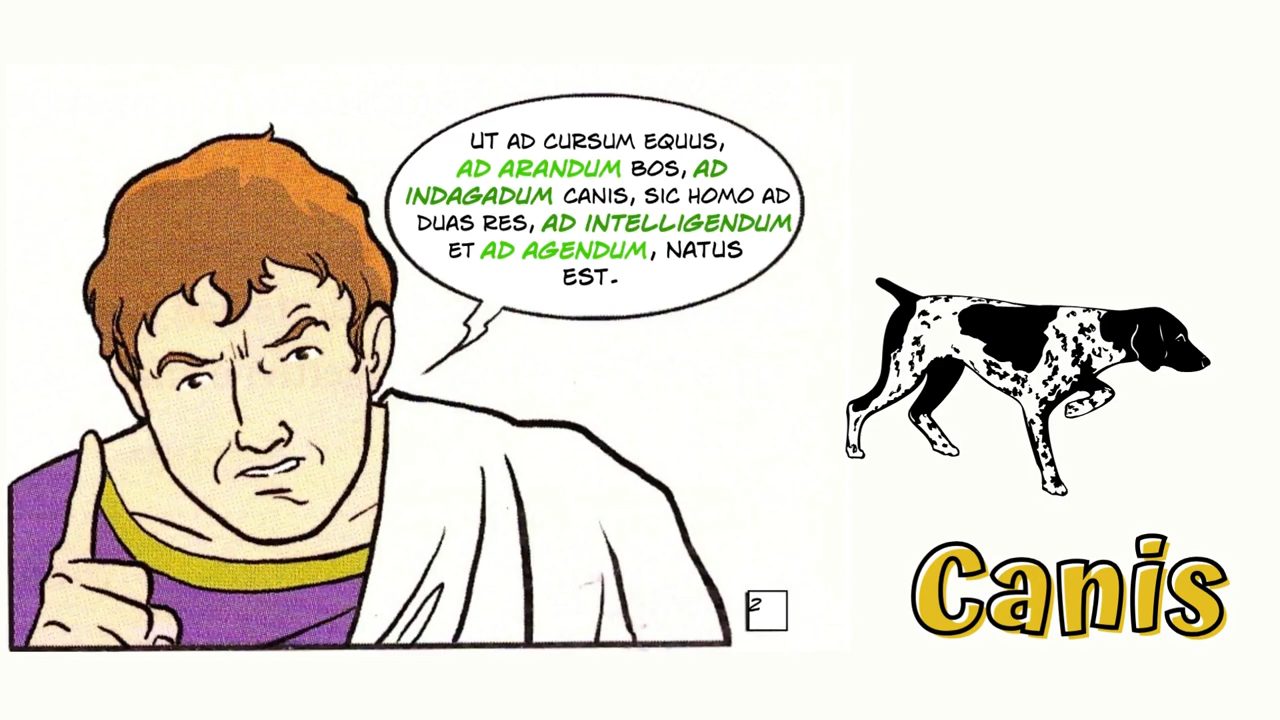 UT AD CURSUM EQUUS,
AD ARANDUM BOS, AD
INDAGADUM CANIS, SIC HOMO AD
DUAS RES, AD INTELLIGENDUM
ET AD AGENDUM, NATUS
EST.
2
Canis